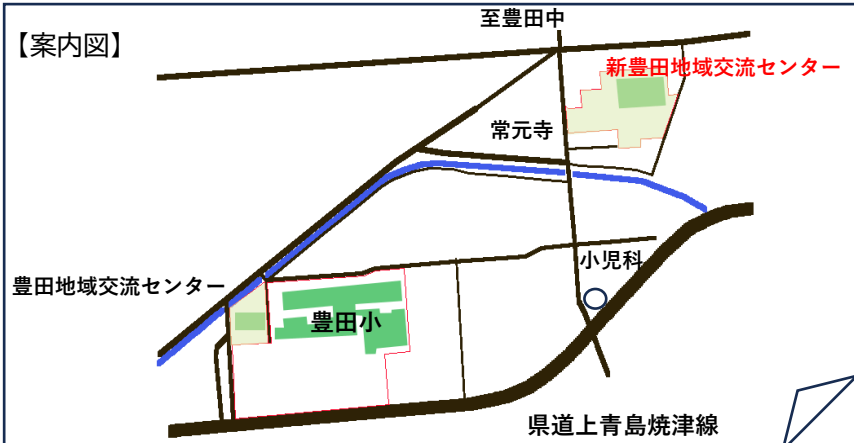 至豊田中
【案内図】
新豊田地域交流センター
常元寺
小児科
豊田地域交流センター
豊田小
県道上青島焼津線